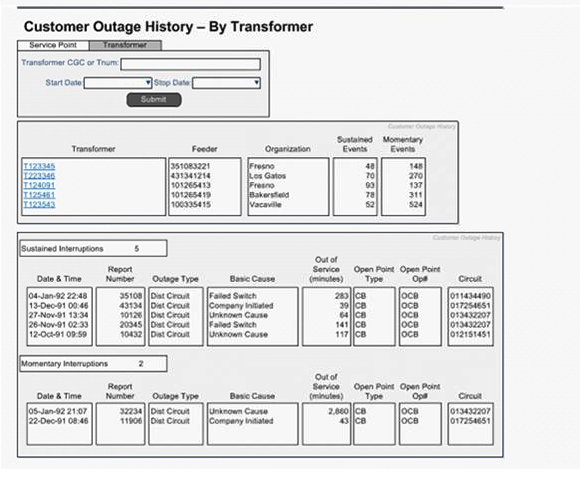 Customer Outage History – By Transformer
Service Point Transformer
Transformer CGC or Tnum:
Start Date: Stop Date:
Submit
Customer Outage History
Transformer Feeder Organization Sustained Events Momentary Events
T123345 351083221 Fresno 48 148
T223346 431341214 Los Gatos 70 270
T124091 101265413 Fresno 93 137
T125461 101265419 Bakersfield 78 311
T123543 100335415 Vacaville 52 524
Customer Outage History
Sustained Interruptions 5
Date & Time Report Number Outage Type Basic Cause Out of Service (minutes) Open Point Type Open Point Op# Circuit
04-Jan-92 22:48 35108 Dist Circuit Failed Switch 283 CB OCB 011434490
13-Dec-91 00:46 43134 Dist Circuit Company Initiated 39 CB OCB 017254651
27-Nov-91 13:34 10126 Dist Circuit Unknown Cause 64 CB OCB 013432207
26-Nov-91 02:33 20345 Dist Circuit Failed Switch 141 CB OCB 013432207
12-Oct-91 09:59 10432 Dist Circuit Unknown Cause 117 CB OCB 012151451
Momentary Interruptions 2
Date & Time Report Number Outage Type Basic Cause Out of Service (minutes) Open Point Type Open Point Op# Circuit
05-Jan-92 21:07 32234 Dist Circuit Unknown Cause 2,860 CB OCB 013432207
22-Dec-91 08:46 11906 Dist Circuit Company Initiated 43 CB OCB 017254651